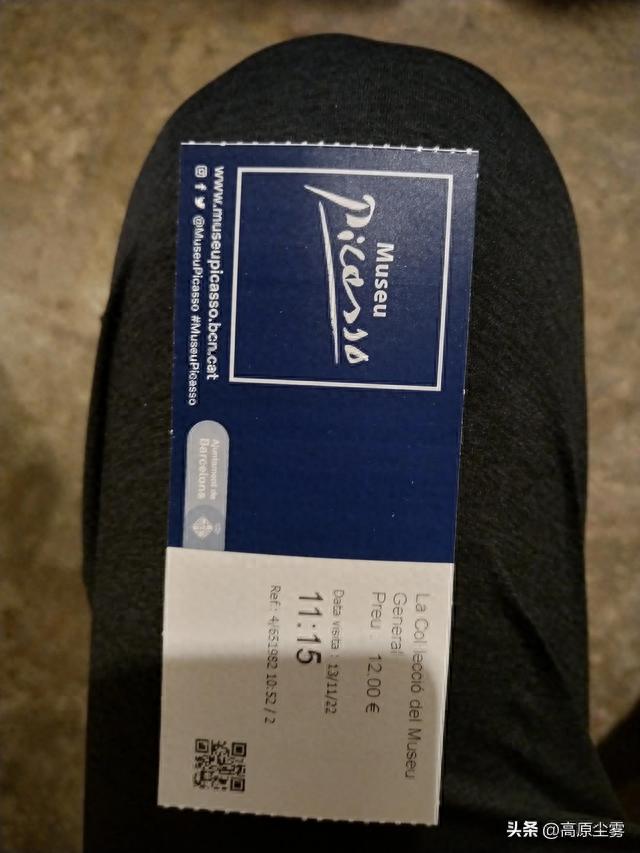 Museu
Picasso
www.museupicasso.bcn.cat
@MuseuPicasso #MuseuPicasso
Ajuntament de
Barcelona
La Col·lecció del Museu
General
Preu : 12.00 €
Data visita : 13/11/22
11:15
Ref.: 4/651982 10:52 / 2
头条 @高原尘雾